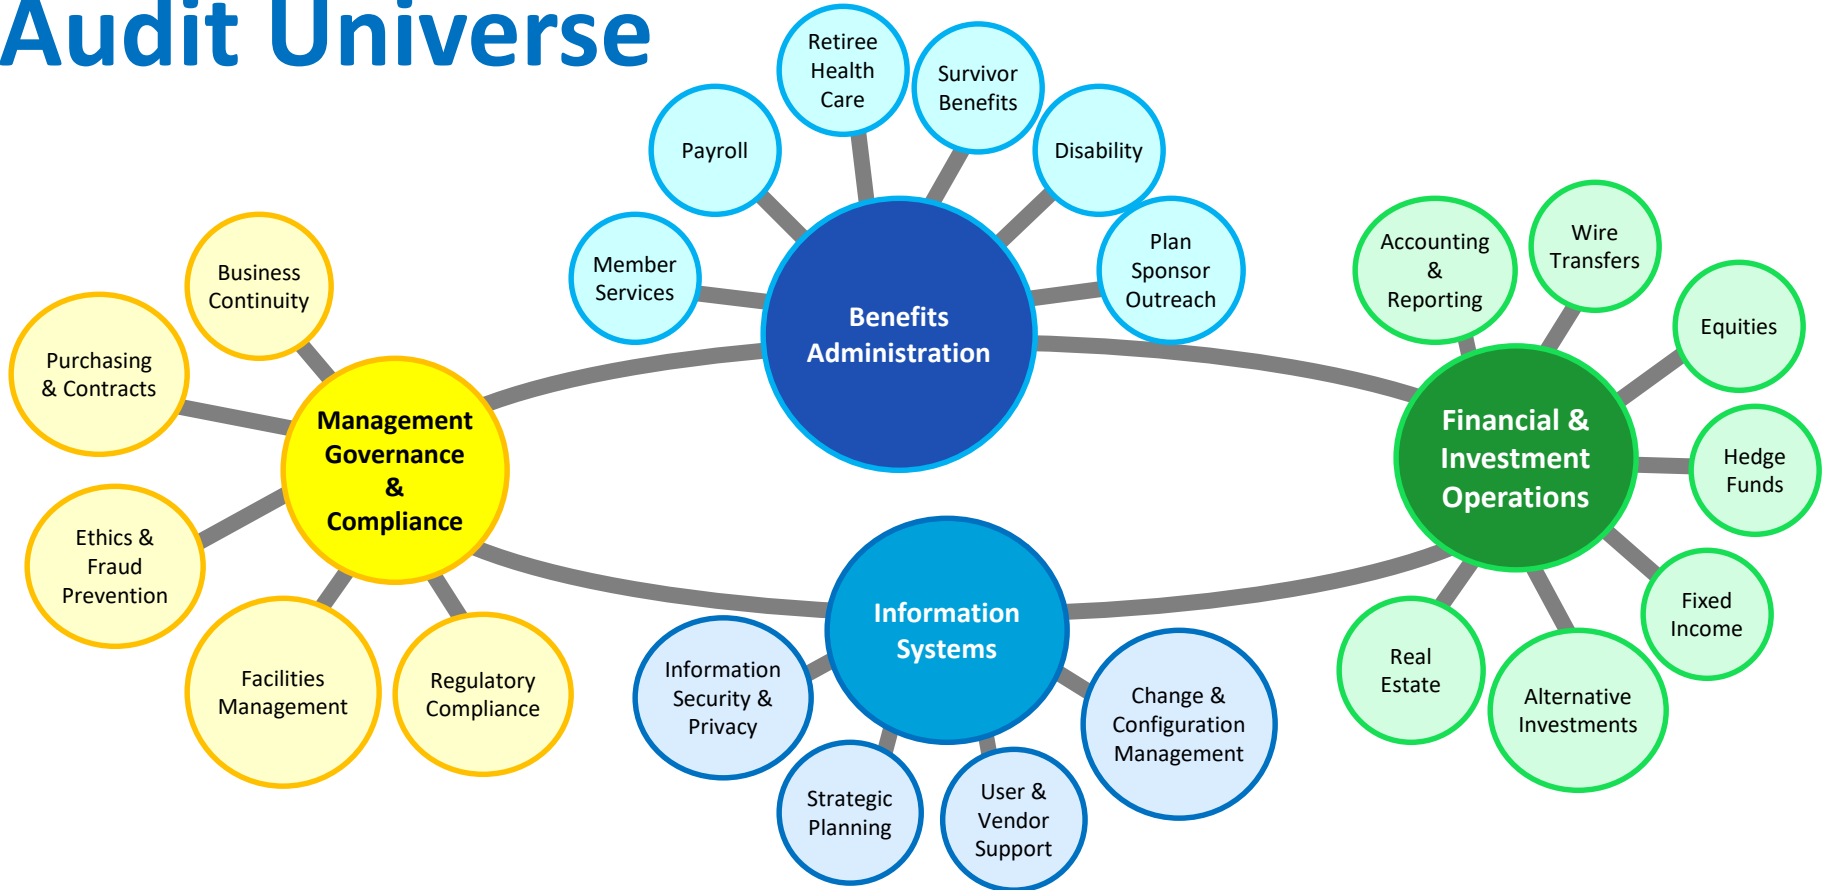 Audit Universe
Retiree
Health
Care
Survivor
Benefits
Payroll
Disability
Member
Services
Plan
Sponsor
Outreach
Benefits
Administration
Business
Continuity
Purchasing
& Contracts
Management
Governance
&
Compliance
Ethics &
Fraud
Prevention
Facilities
Management
Regulatory
Compliance
Accounting
&
Reporting
Wire
Transfers
Equities
Financial &
Investment
Operations
Hedge
Funds
Fixed
Income
Real
Estate
Alternative
Investments
Information
Systems
Information
Security &
Privacy
Strategic
Planning
User &
Vendor
Support
Change &
Configuration
Management